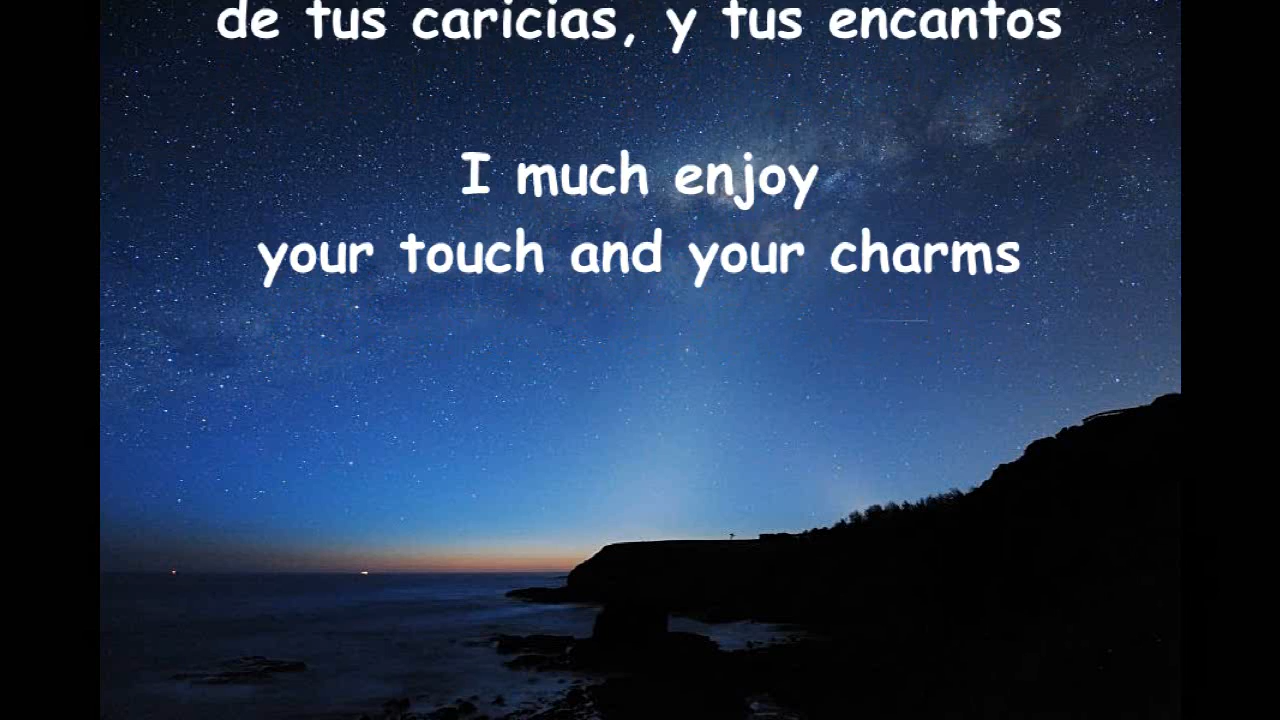 de tus caricias, y tus encantos
I much enjoy
your touch and your charms